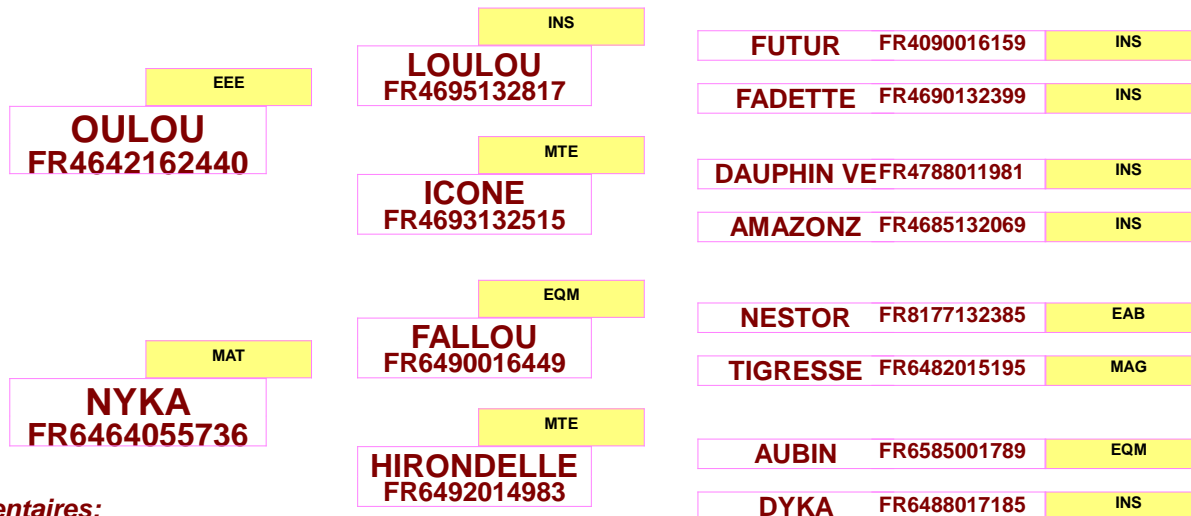 INS
LOULOU
FR4695132817
FUTUR FR4090016159 INS
EEE
FADETTE FR4690132399 INS
OULOU
FR4642162440
MTE
ICONE
FR4693132515
DAUPHIN VE FR4788011981 INS
AMAZONZ FR4685132069 INS
EQM
FALLOU
FR6490016449
NESTOR FR8177132385 EAB
MAT
TIGRESSE FR6482015195 MAG
NYKA
FR6464055736
MTE
HIRONDELLE
FR6492014983
AUBIN FR6585001789 EQM
DYKA FR6488017185 INS
entaires: